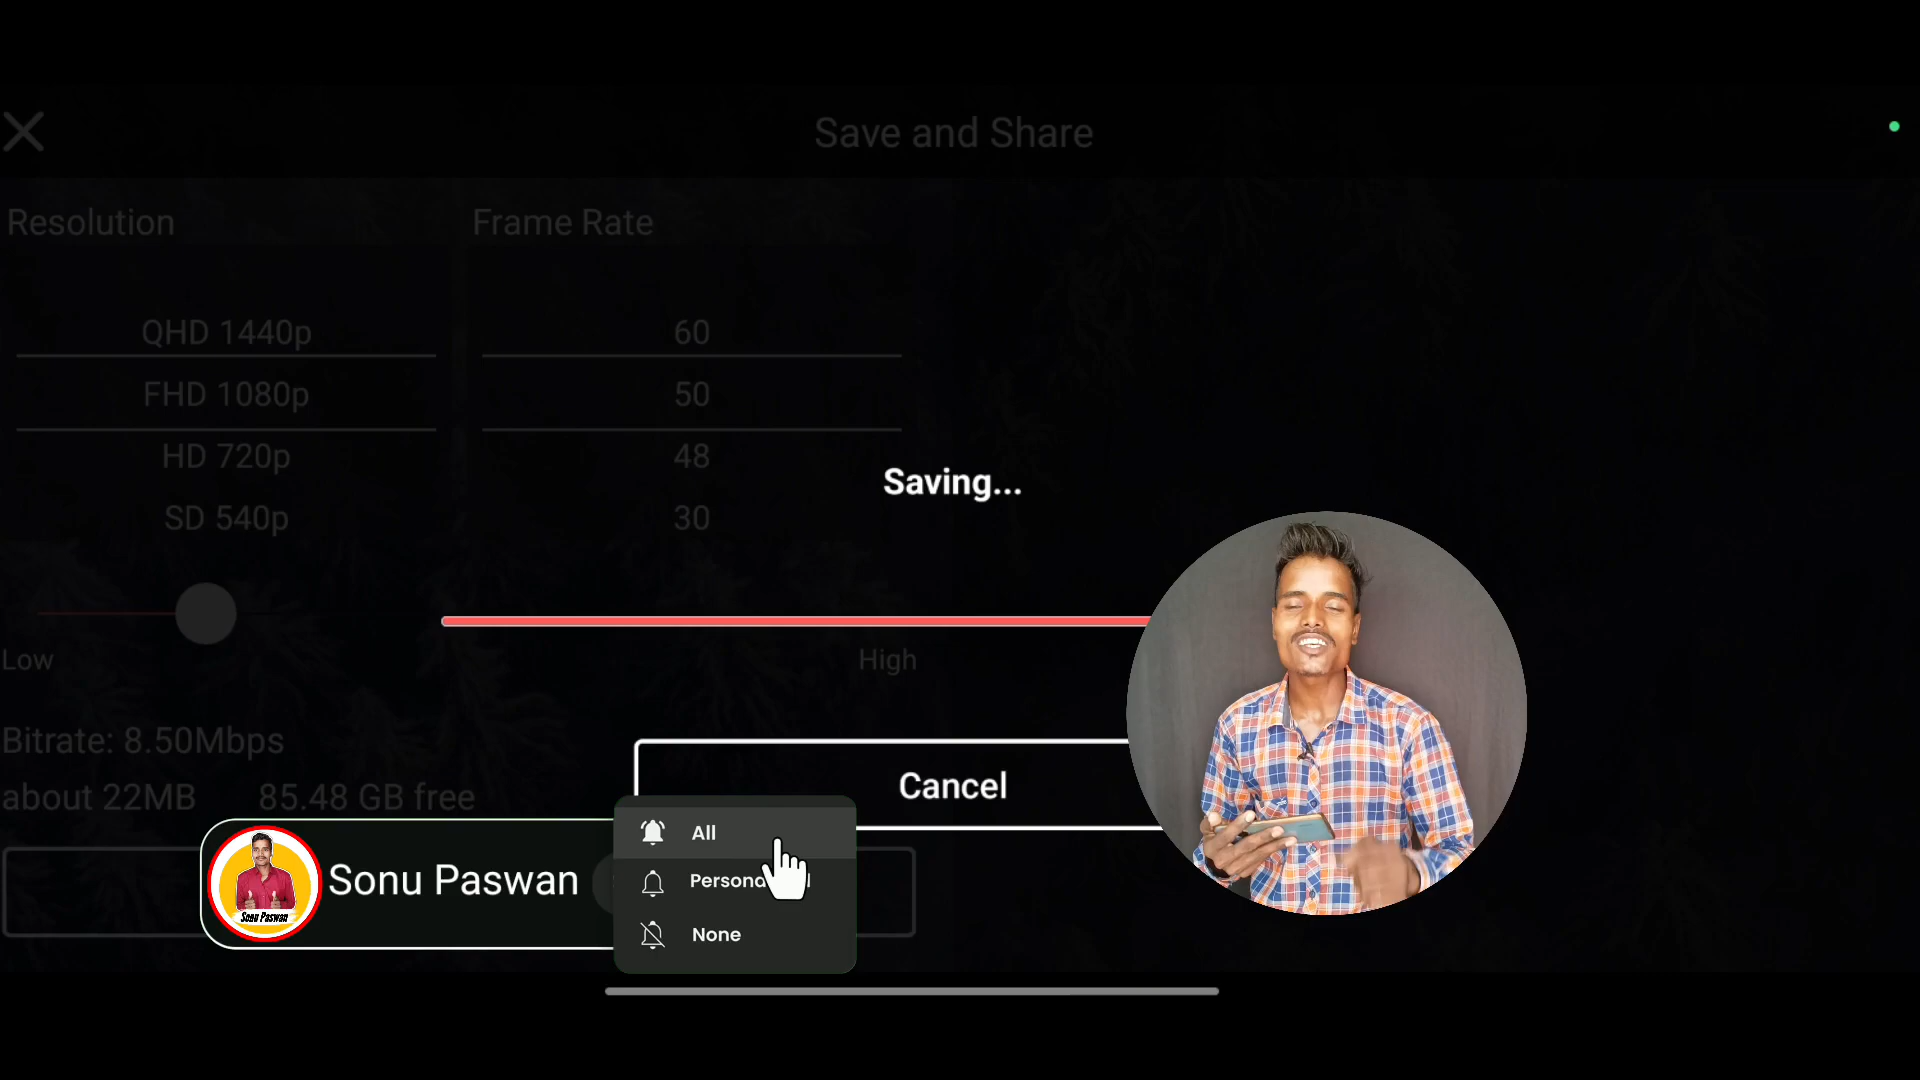 Save and Share
Resolution
Frame Rate
QHD 1440p
60
FHD 1080p
50
HD 720p
48
Saving...
SD 540p
30
Low
High
Bitrate: 8.50Mbps
Cancel
about 22MB
85.48 GB free
Sonu Paswan
Sonu Paswan
All
None